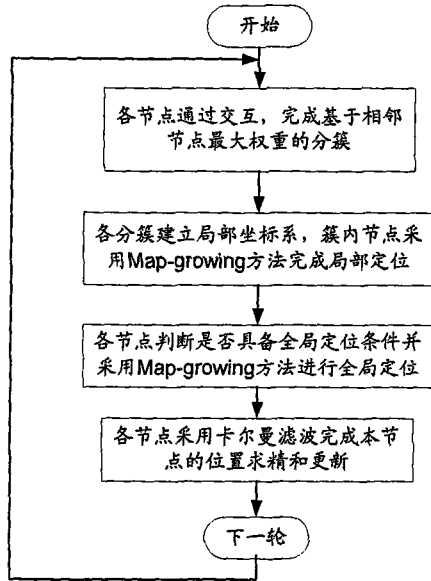 开始
各节点通过交互，完成基于相邻
节点最大权重的分簇
各分簇建立局部坐标系，簇内节点采
用Map-growing方法完成局部定位
各节点判断是否具备全局定位条件并
采用Map-growing方法进行全局定位
各节点采用卡尔曼滤波完成本节
点的位置求精和更新
下一轮